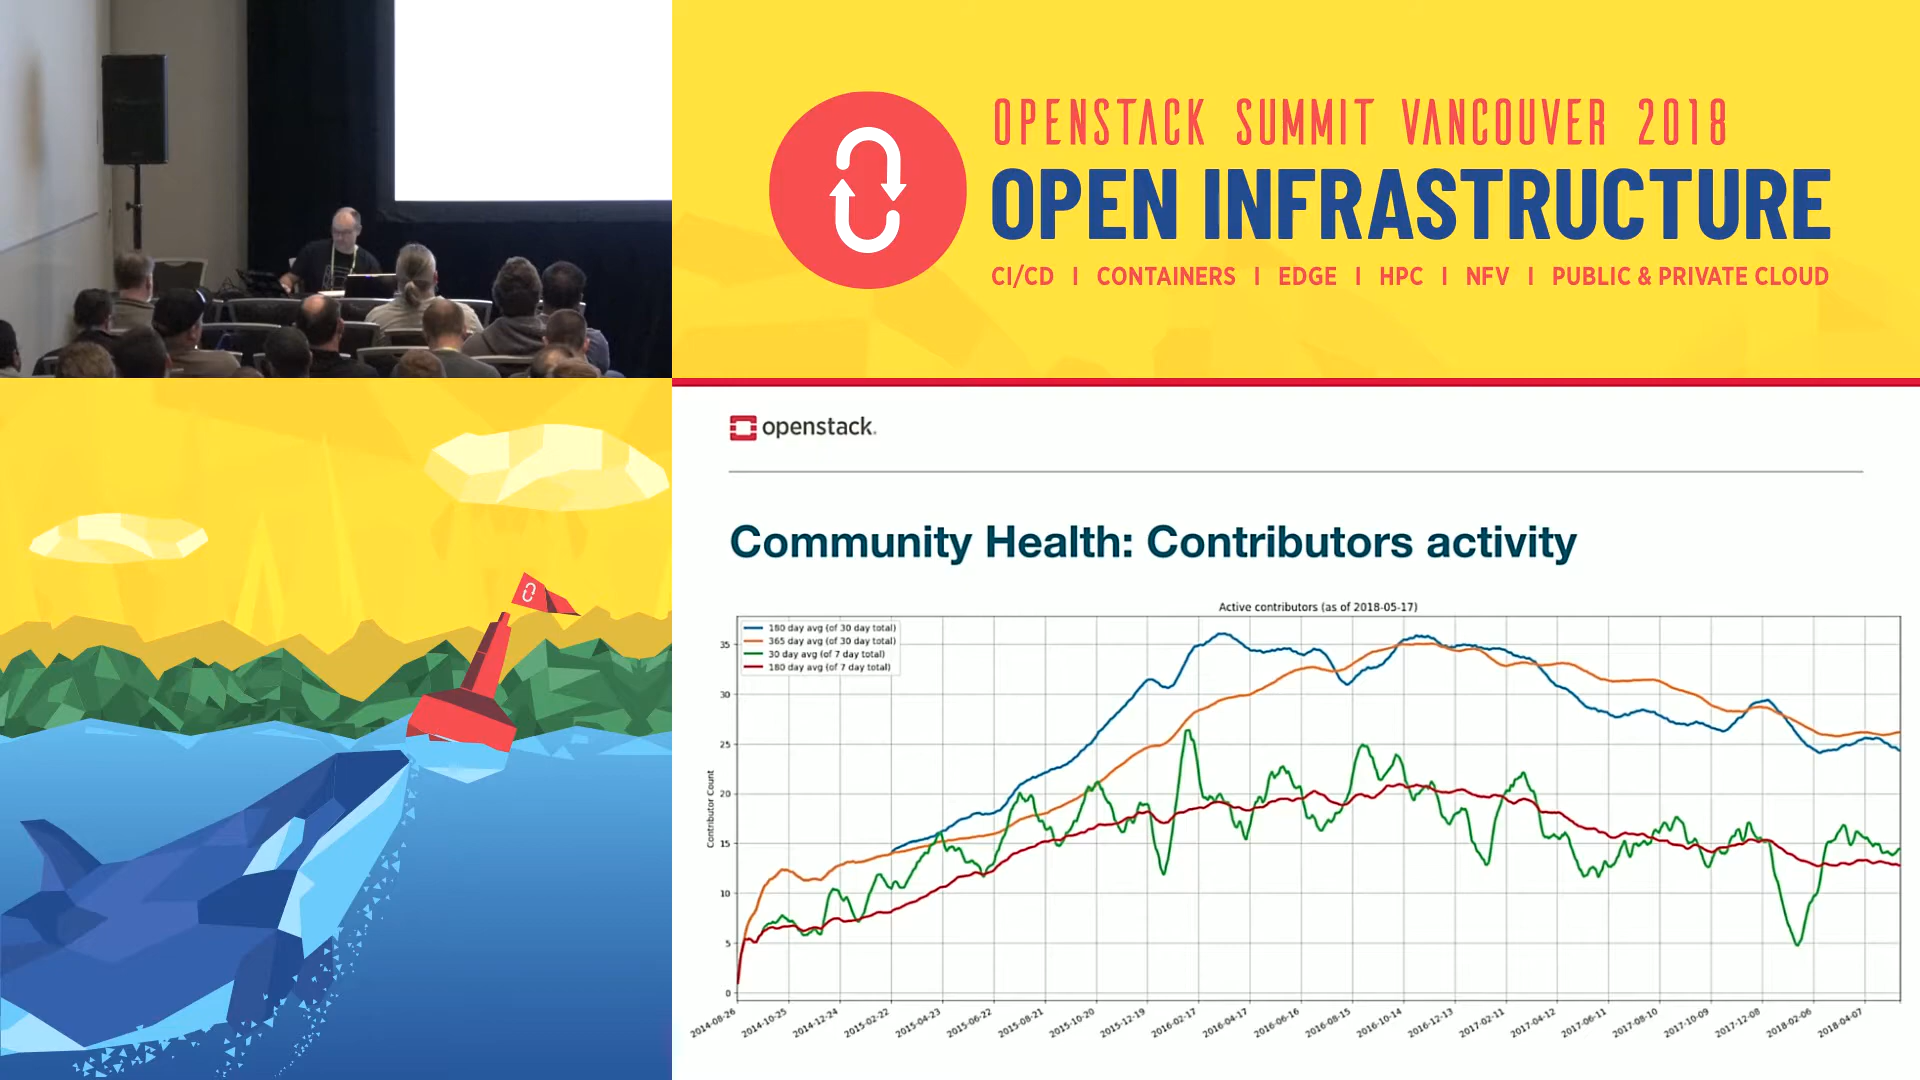 OPENSTACK SUMMIT VANCOUVER 2018
OPEN INFRASTRUCTURE
CI/CD | CONTAINERS | EDGE | HPC | NFV | PUBLIC & PRIVATE CLOUD
openstack.
Community Health: Contributors activity
Active contributors (as of 2018-05-17)
180 day avg (of 30 day total)
365 day avg (of 30 day total)
30 day avg (of 7 day total)
180 day avg (of 7 day total)
Contributor Count
35
30
25
20
15
10
5
0
2014-08-26
2014-10-25
2014-12-24
2015-02-22
2015-04-23
2015-06-22
2015-08-21
2015-10-20
2015-12-19
2016-02-17
2016-04-17
2016-06-16
2016-08-15
2016-10-14
2016-12-13
2017-02-11
2017-04-12
2017-06-11
2017-08-10
2017-10-09
2017-12-08
2018-02-06
2018-04-07